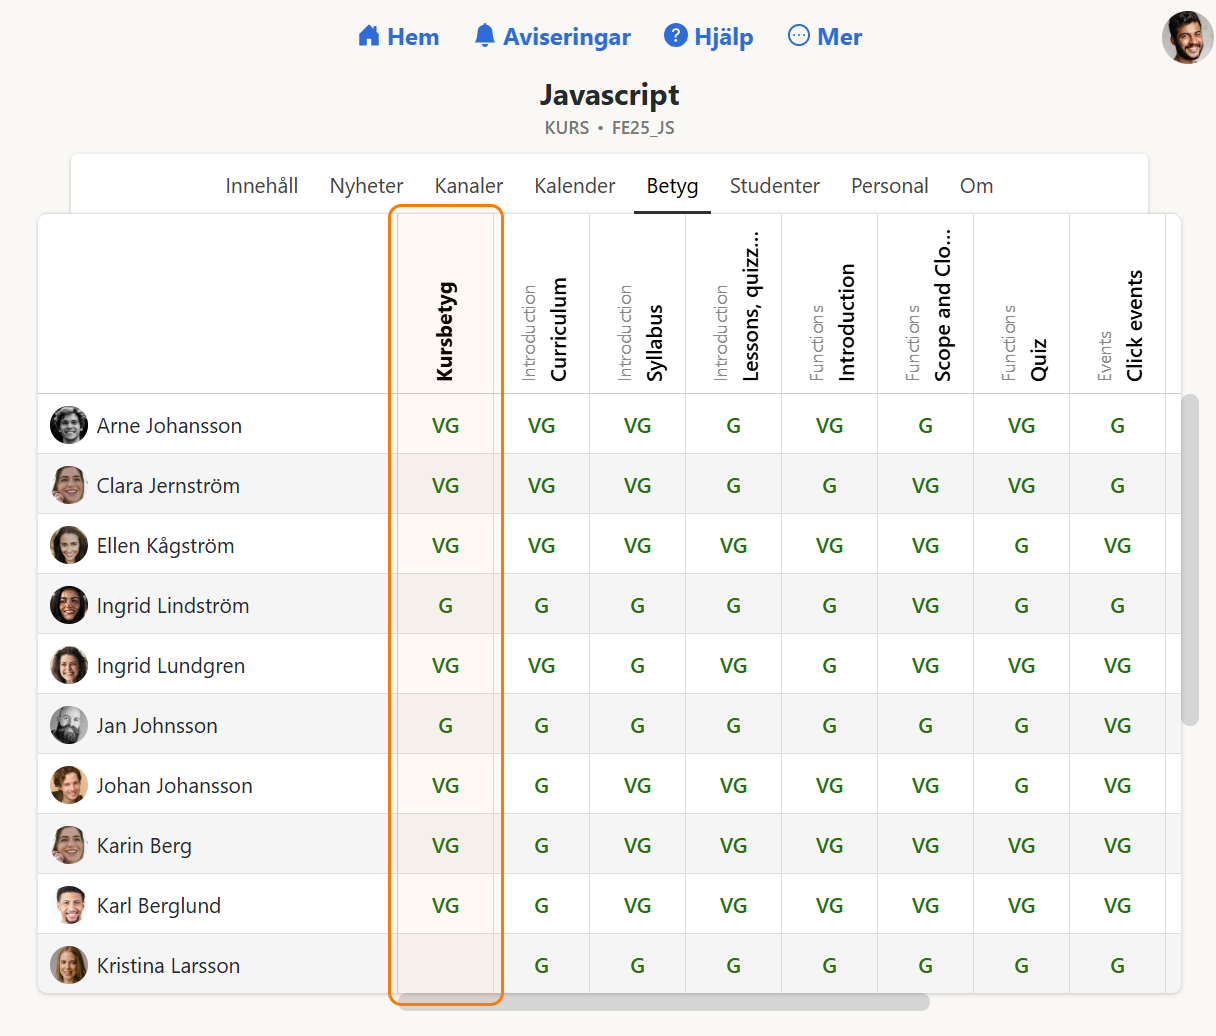 Hem Aviseringar Hjälp Mer
Javascript
KURS • FE25_JS
Innehåll Nyheter Kanaler Kalender Betyg Studenter Personal Om
Kursbetyg
Introduction
Curriculum
Introduction
Syllabus
Introduction
Lessons, quizz...
Functions
Introduction
Functions
Scope and Clo...
Functions
Quiz
Events
Click events
Arne Johansson VG VG VG G VG G VG G
Clara Jernström VG VG VG G G VG VG G
Ellen Kågström VG VG VG VG VG VG G VG
Ingrid Lindström G G G G G VG G G
Ingrid Lundgren VG VG G VG G VG VG VG
Jan Johnsson G G G G G G G VG
Johan Johansson VG G VG VG VG VG G VG
Karin Berg VG G VG VG VG VG VG VG
Karl Berglund VG G VG VG VG VG VG VG
Kristina Larsson G G G G G G G